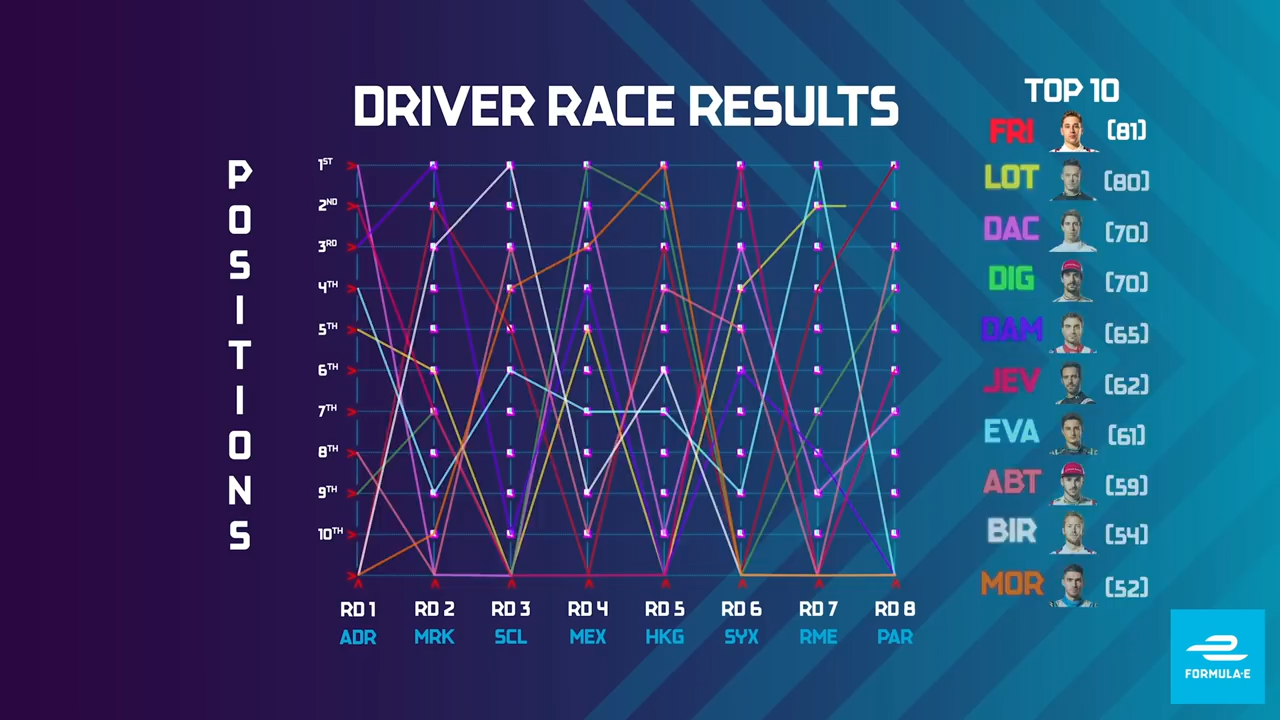 DRIVER RACE RESULTS
POSITIONS
1ST
2ND
3RD
4TH
5TH
6TH
7TH
8TH
9TH
10TH
RD 1 RD 2 RD 3 RD 4 RD 5 RD 6 RD 7 RD 8
ADR MRK SCL MEX HKG SYX RME PAR
TOP 10
FRI (81)
LOT (80)
DAC (70)
DIG (70)
DAM (65)
JEV (62)
EVA (61)
ABT (59)
BIR (54)
MOR (52)
FORMULA-E